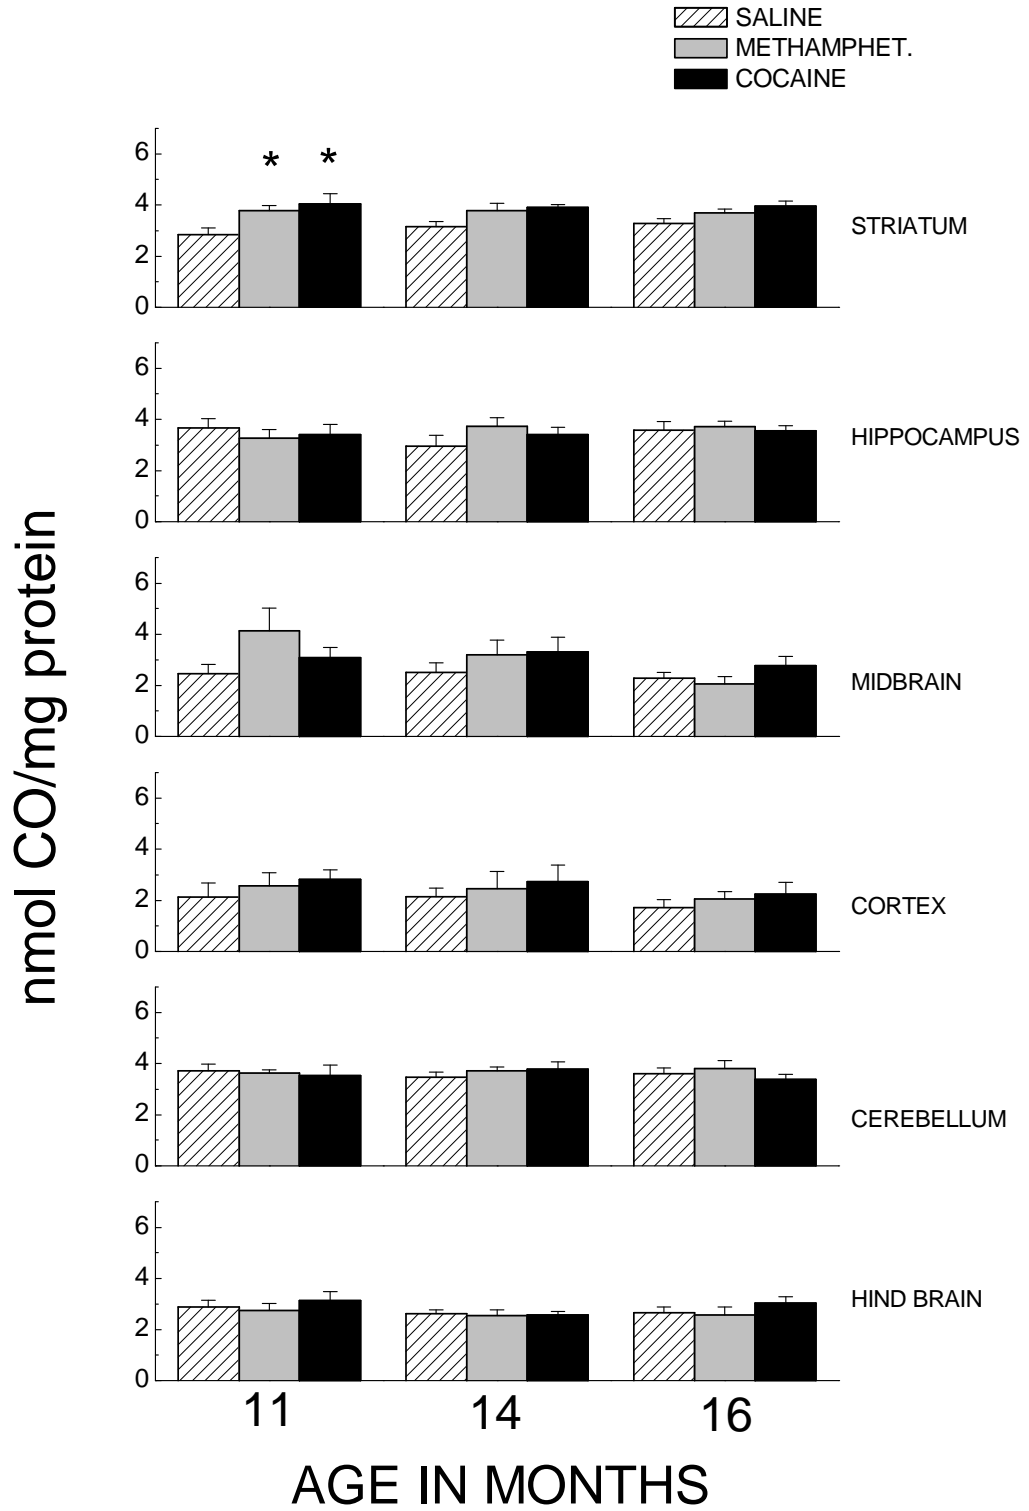 SALINE
METHAMPHET.
COCAINE
6
4
2
0
* *
STRIATUM
6
4
2
0
HIPPOCAMPUS
6
4
2
0
MIDBRAIN
6
4
2
0
CORTEX
6
4
2
0
CEREBELLUM
6
4
2
0
HIND BRAIN
nmol CO/mg protein
11 14 16
AGE IN MONTHS